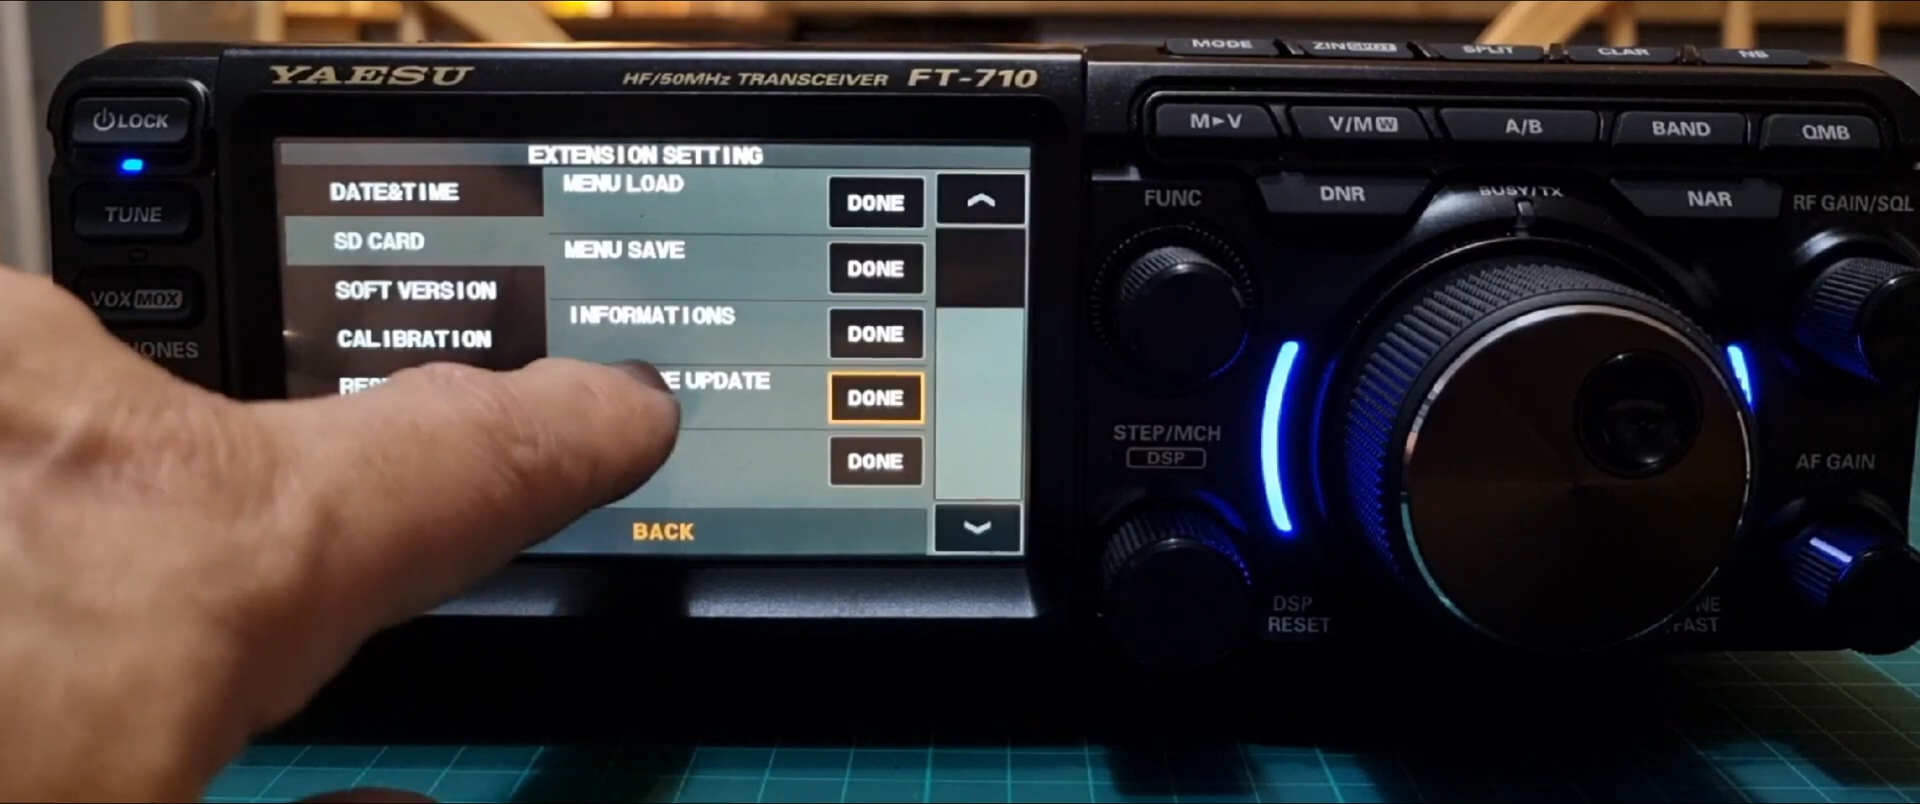 MODE ZIN SPOT SPLIT CLAR NB
YAESU HF/50MHz TRANSCEIVER FT-710
LOCK
M►V V/M W A/B BAND QMB
TUNE
VOX MOX
EXTENSION SETTING
DATE&TIME
SD CARD
SOFT VERSION
CALIBRATION
MENU LOAD DONE
MENU SAVE DONE
INFORMATIONS DONE
UPDATE DONE
DONE
BACK
FUNC
DNR
BUSY/TX
NAR
RF GAIN/SQL
STEP/MCH
DSP
AF GAIN
DSP
RESET
FAST